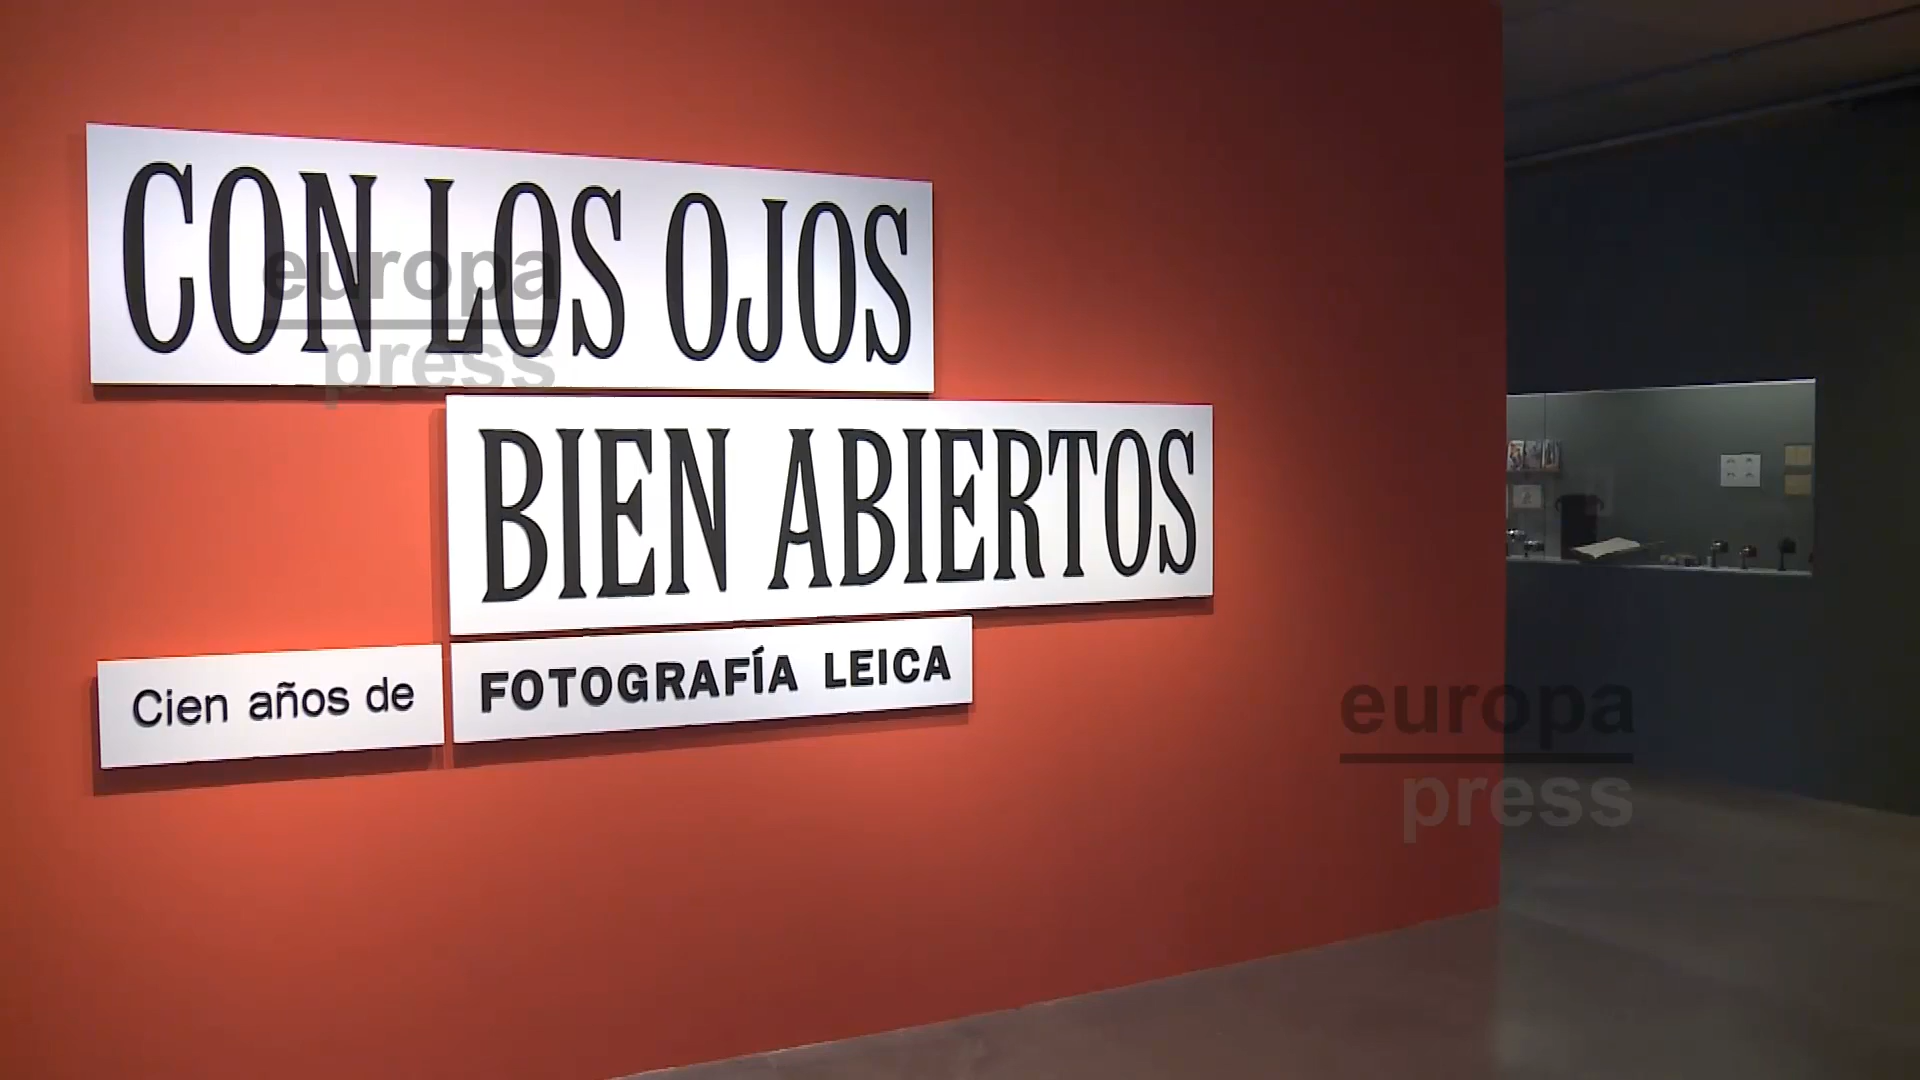 CON LOS OJOS
BIEN ABIERTOS
Cien años de FOTOGRAFÍA LEICA
europa
press
europa
press